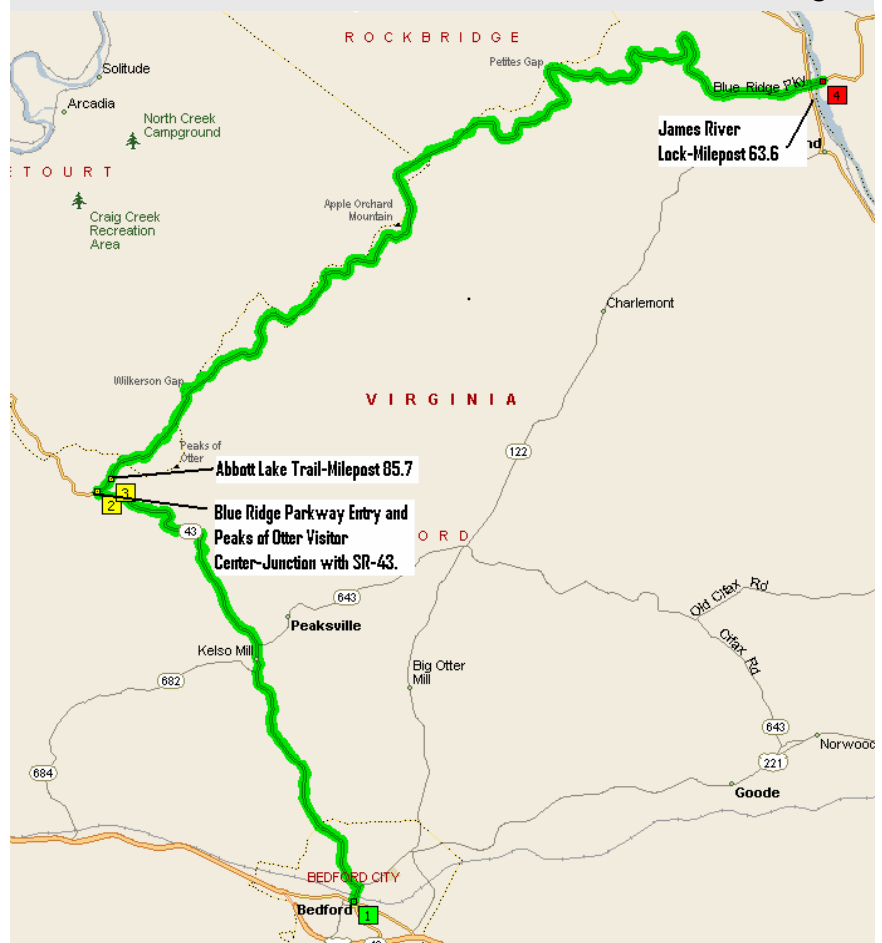 ROCKBRIDGE
Solitude
Petites Gap
Blue Ridge Pky
Arcadia
4
North Creek
Campground
James River
Lock-Milepost 63.6
nd
ETOURT
Craig Creek
Recreation
Area
Apple Orchard
Mountain
Charlemont
Wilkerson Gap
VIRGINIA
Peaks of
Otter
122
Abbott Lake Trail-Milepost 85.7
3
2
Blue Ridge Parkway Entry and
Peaks of Otter Visitor
Center-Junction with SR-43.
43
ORD
643
Old Cifax Rd
Peaksville
Cifax Rd
Kelso Mill
Big Otter
Mill
682
643
Norwood
684
221
Goode
BEDFORD CITY
Bedford
1